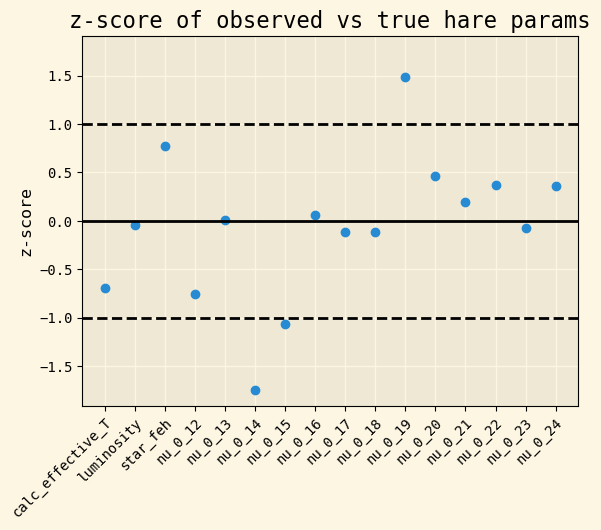 z-score of observed vs true hare params
z-score
1.5
1.0
0.5
0.0
−0.5
−1.0
−1.5
calc_effective_T
luminosity
star_feh
nu_0_12
nu_0_13
nu_0_14
nu_0_15
nu_0_16
nu_0_17
nu_0_18
nu_0_19
nu_0_20
nu_0_21
nu_0_22
nu_0_23
nu_0_24